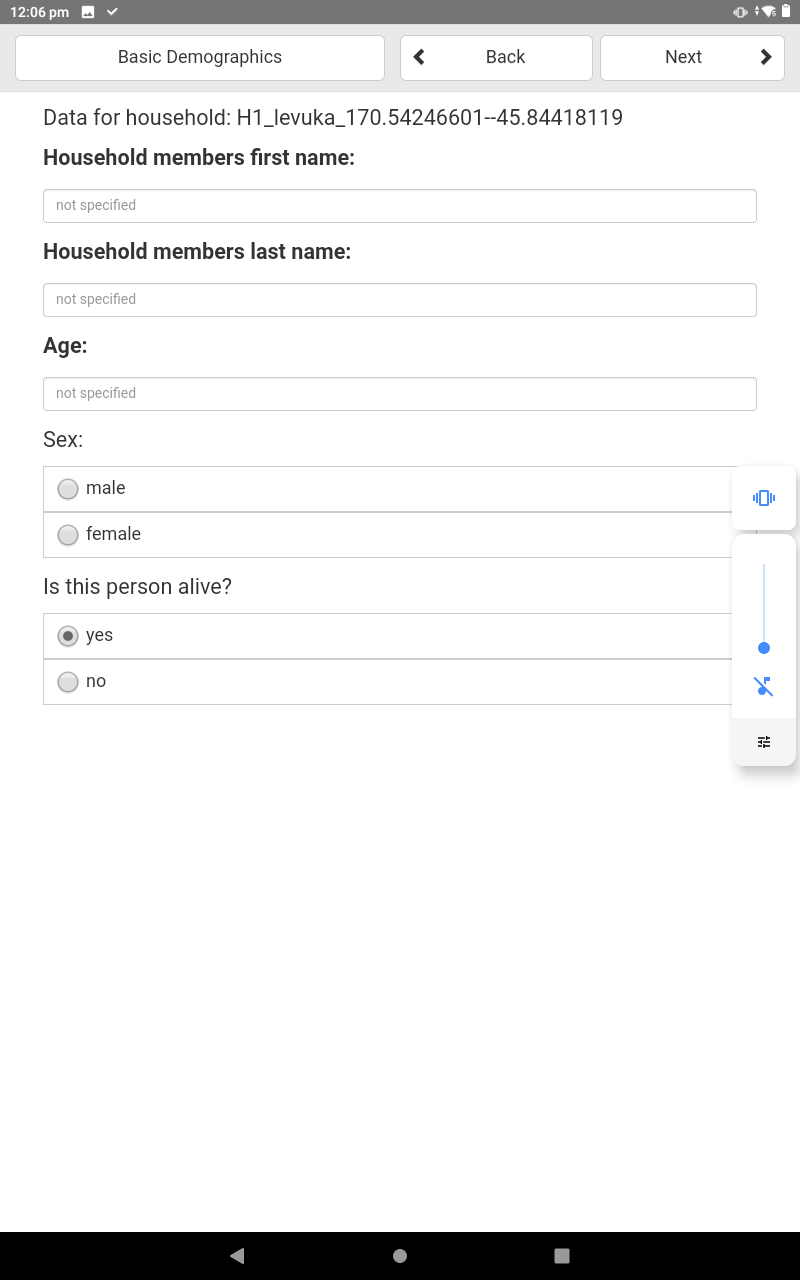 12:06 pm
Basic Demographics
Back
Next
Data for household: H1_levuka_170.54246601--45.84418119
Household members first name:
not specified
Household members last name:
not specified
Age:
not specified
Sex:
male
female
Is this person alive?
yes
no